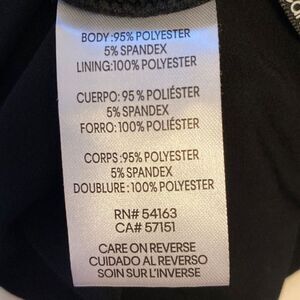 BODY:95% POLYESTER
5% SPANDEX
LINING:100% POLYESTER
CUERPO: 95 % POLIÉSTER
5% SPANDEX
FORRO: 100% POLIÉSTER
CORPS :95% POLYESTER
5% SPANDEX
DOUBLURE : 100% POLYESTER
RN# 54163
CA# 57151
CARE ON REVERSE
CUIDADO AL REVERSO
SOIN SUR L'INVERSE